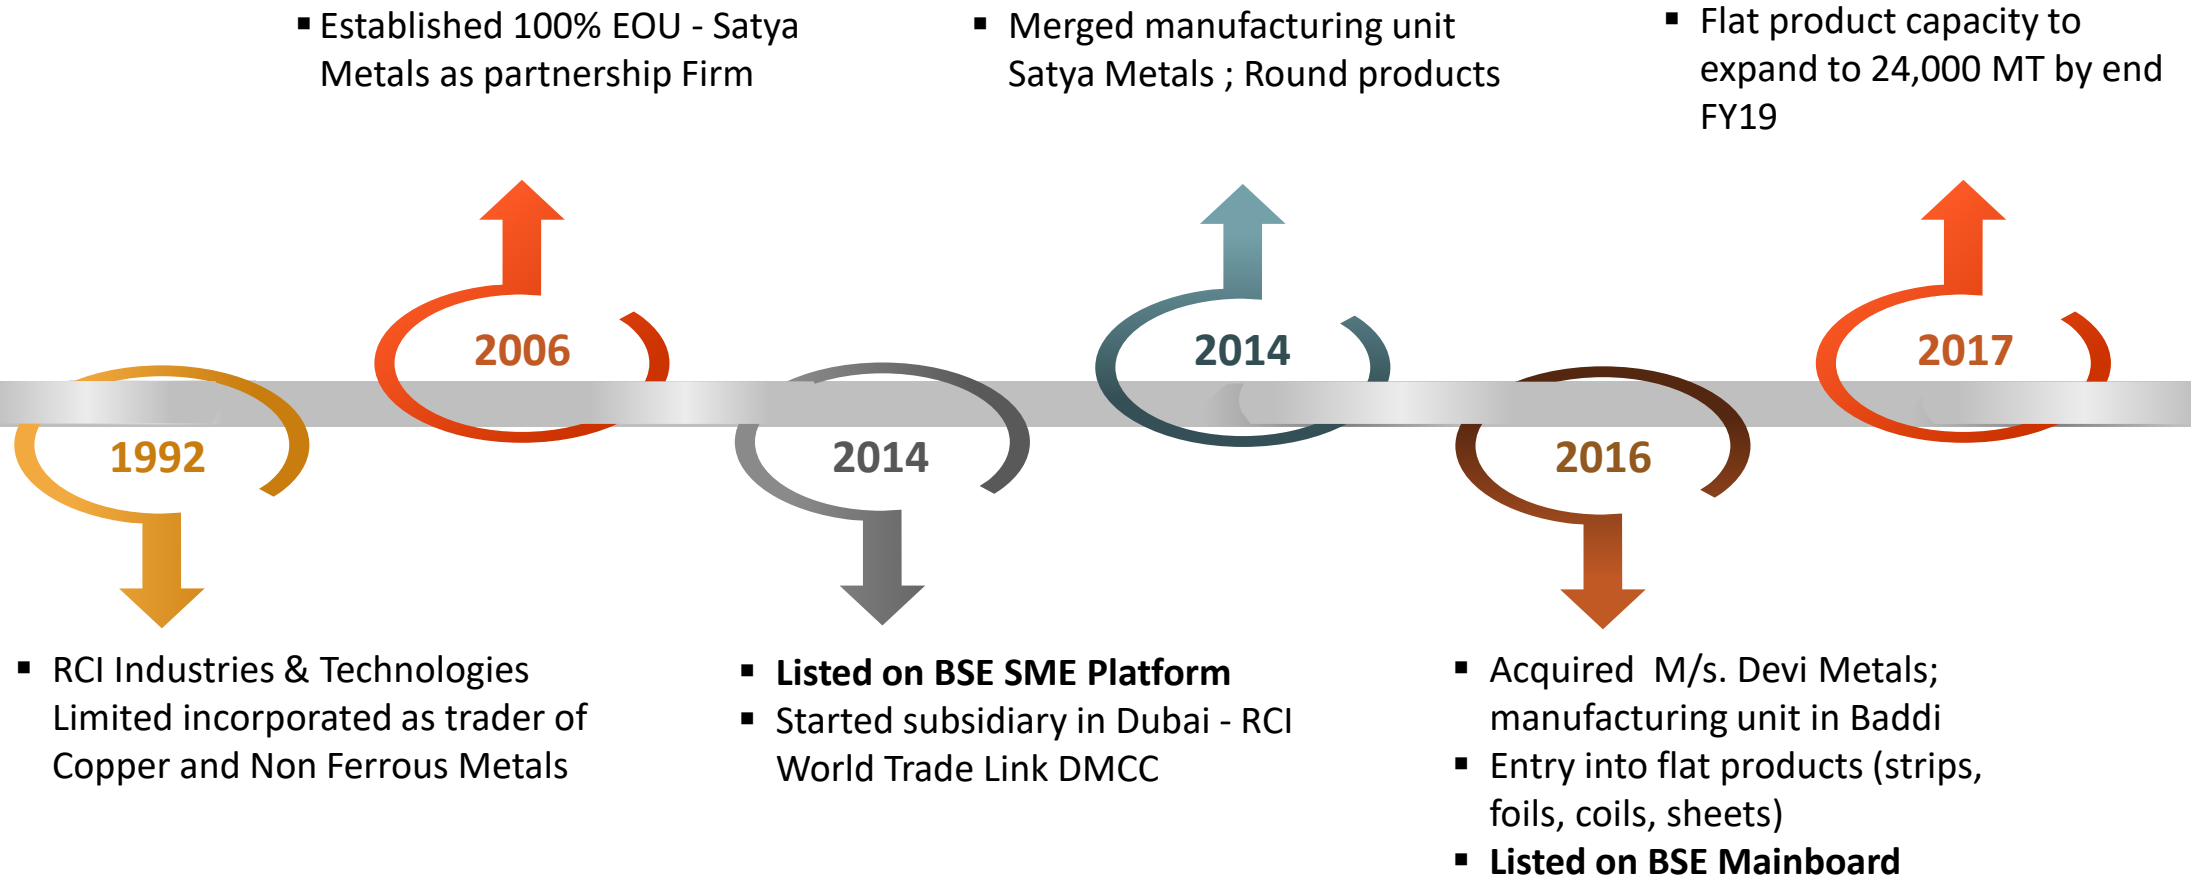 ▪ Established 100% EOU - Satya
Metals as partnership Firm
▪ Merged manufacturing unit
Satya Metals ; Round products
▪ Flat product capacity to
expand to 24,000 MT by end
FY19
2006
2014
2017
1992
2014
2016
▪ RCI Industries & Technologies
Limited incorporated as trader of
Copper and Non Ferrous Metals
▪ Listed on BSE SME Platform
▪ Started subsidiary in Dubai - RCI
World Trade Link DMCC
▪ Acquired M/s. Devi Metals;
manufacturing unit in Baddi
▪ Entry into flat products (strips,
foils, coils, sheets)
▪ Listed on BSE Mainboard